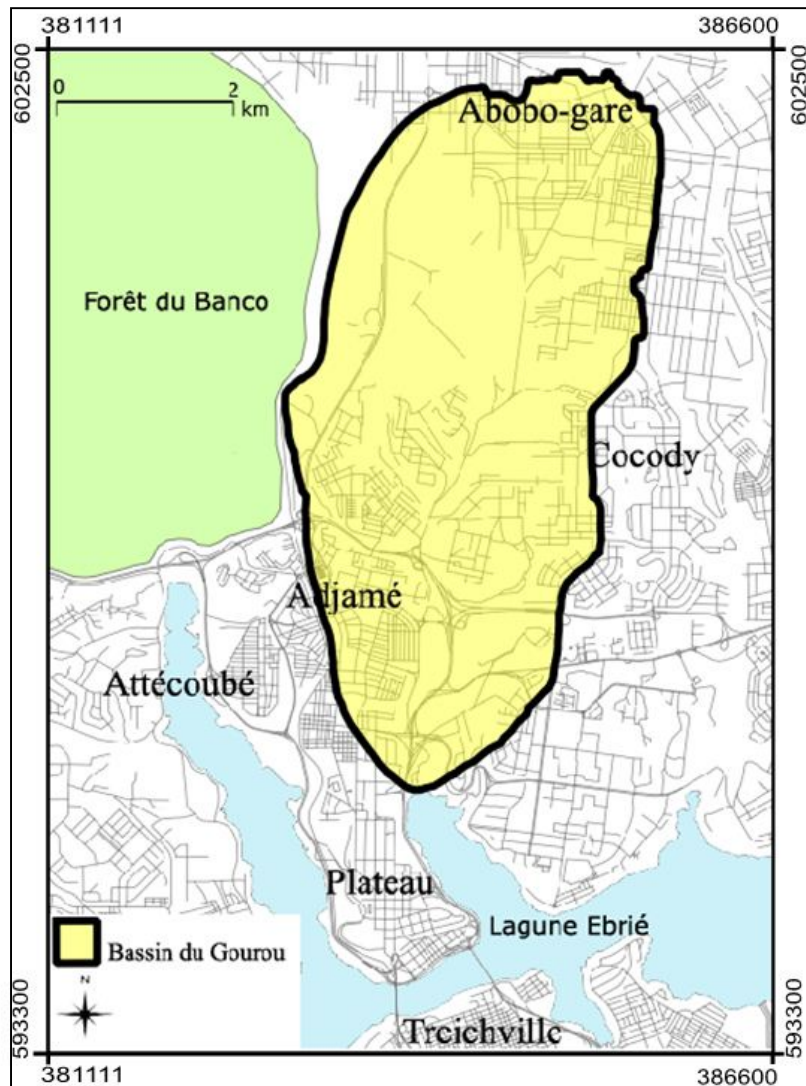 381111
386600
602500
602500
0
2
km
Abobo-gare
Forêt du Banco
Cocody
Adjamé
Attécoubé
Plateau
Lagune Ebrié
Bassin du Gourou
N
Treichville
593300
593300
381111
386600